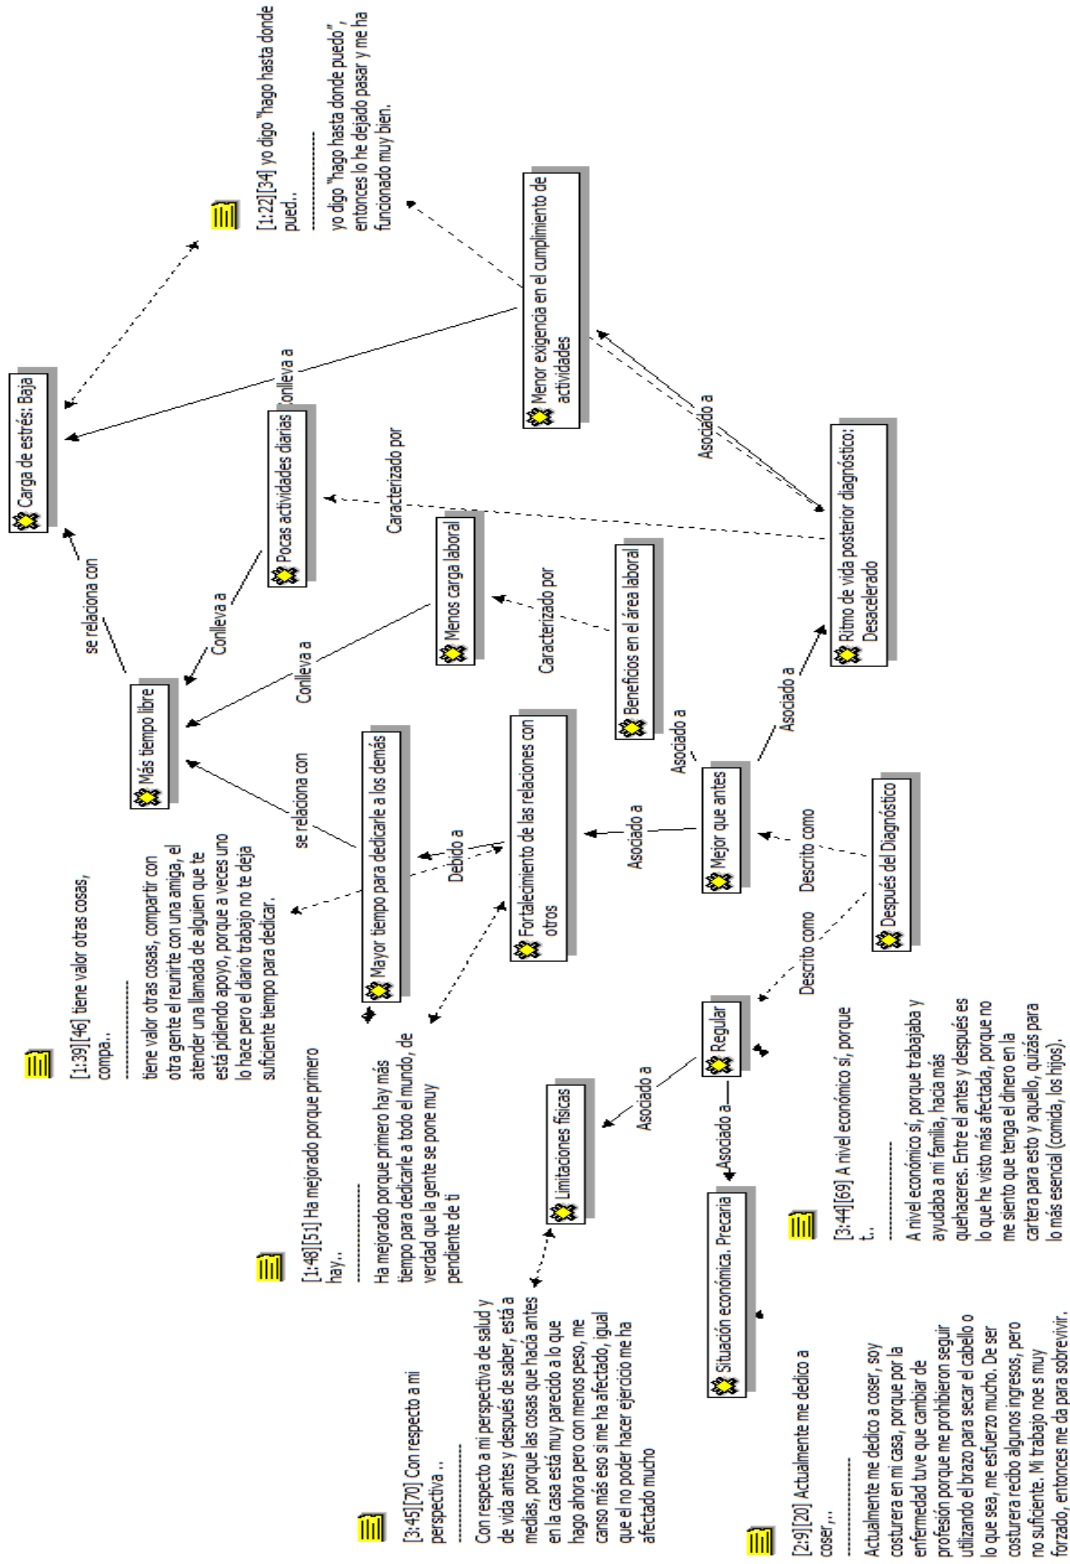 Carga de estrés: Baja
se relaciona con
Más tiempo libre
[1:39][46] tiene valor otras cosas,
compa..
tiene valor otras cosas, compartir con
otra gente el reunirte con una amiga, el
atender una llamada de alguien que te
está pidiendo apoyo, porque a veces uno
lo hace pero el diario trabajo no te deja
suficiente tiempo para dedicar.
[1:22][34] yo digo "hago hasta donde
pued..
yo digo "hago hasta donde puedo",
entonces lo he dejado pasar y me ha
funcionado muy bien.
Conlleva a
Pocas actividades diarias
onlleva a
se relaciona con
Conlleva a
[1:48][51] Ha mejorado porque primero
hay..
Ha mejorado porque primero hay más
tiempo para dedicarle a todo el mundo, de
verdad que la gente se pone muy
pendiente de ti
Mayor tiempo para dedicarle a los demás
Caracterizado por
Menos carga laboral
Debido a
[3:45][70] Con respecto a mi
perspectiva ..
Con respecto a mi perspectiva de salud y
de vida antes y después de saber, está a
medias, porque las cosas que hacía antes
en la casa está muy parecido a lo que
hago ahora pero con menos peso, me
canso más eso si me ha afectado, igual
que el no poder hacer ejercicio me ha
afectado mucho
Limitaciones físicas
Fortalecimiento de las relaciones con
otros
Caracterizado por
Menor exigencia en el cumplimiento de
actividades
Beneficios en el área laboral
Asociado a
Asociado a
Asociado a
Asociado a
Situación económica. Precaria
Asociado a
Regular
Mejor que antes
Asociado a
[2:9][20] Actualmente me dedico a
coser,..
Actualmente me dedico a coser, soy
costurera en mi casa, porque por la
enfermedad tuve que cambiar de
profesión porque me prohibieron seguir
utilizando el brazo para secar el cabello o
lo que sea, me esfuerzo mucho. De ser
costurera recibo algunos ingresos, pero
no suficiente. Mi trabajo noe s muy
forzado, entonces me da para sobrevivir.
[3:44][69] A nivel económico sí, porque
t..
A nivel económico sí, porque trabajaba y
ayudaba a mi familia, hacia más
quehaceres. Entre el antes y después es
lo que he visto más afectada, porque no
me siento que tenga el dinero en la
cartera para esto y aquello, quizás para
lo más esencial (comida, los hijos).
Descrito como
Descrito como
Después del Diagnóstico
Ritmo de vida posterior diagnóstico:
Desacelerado